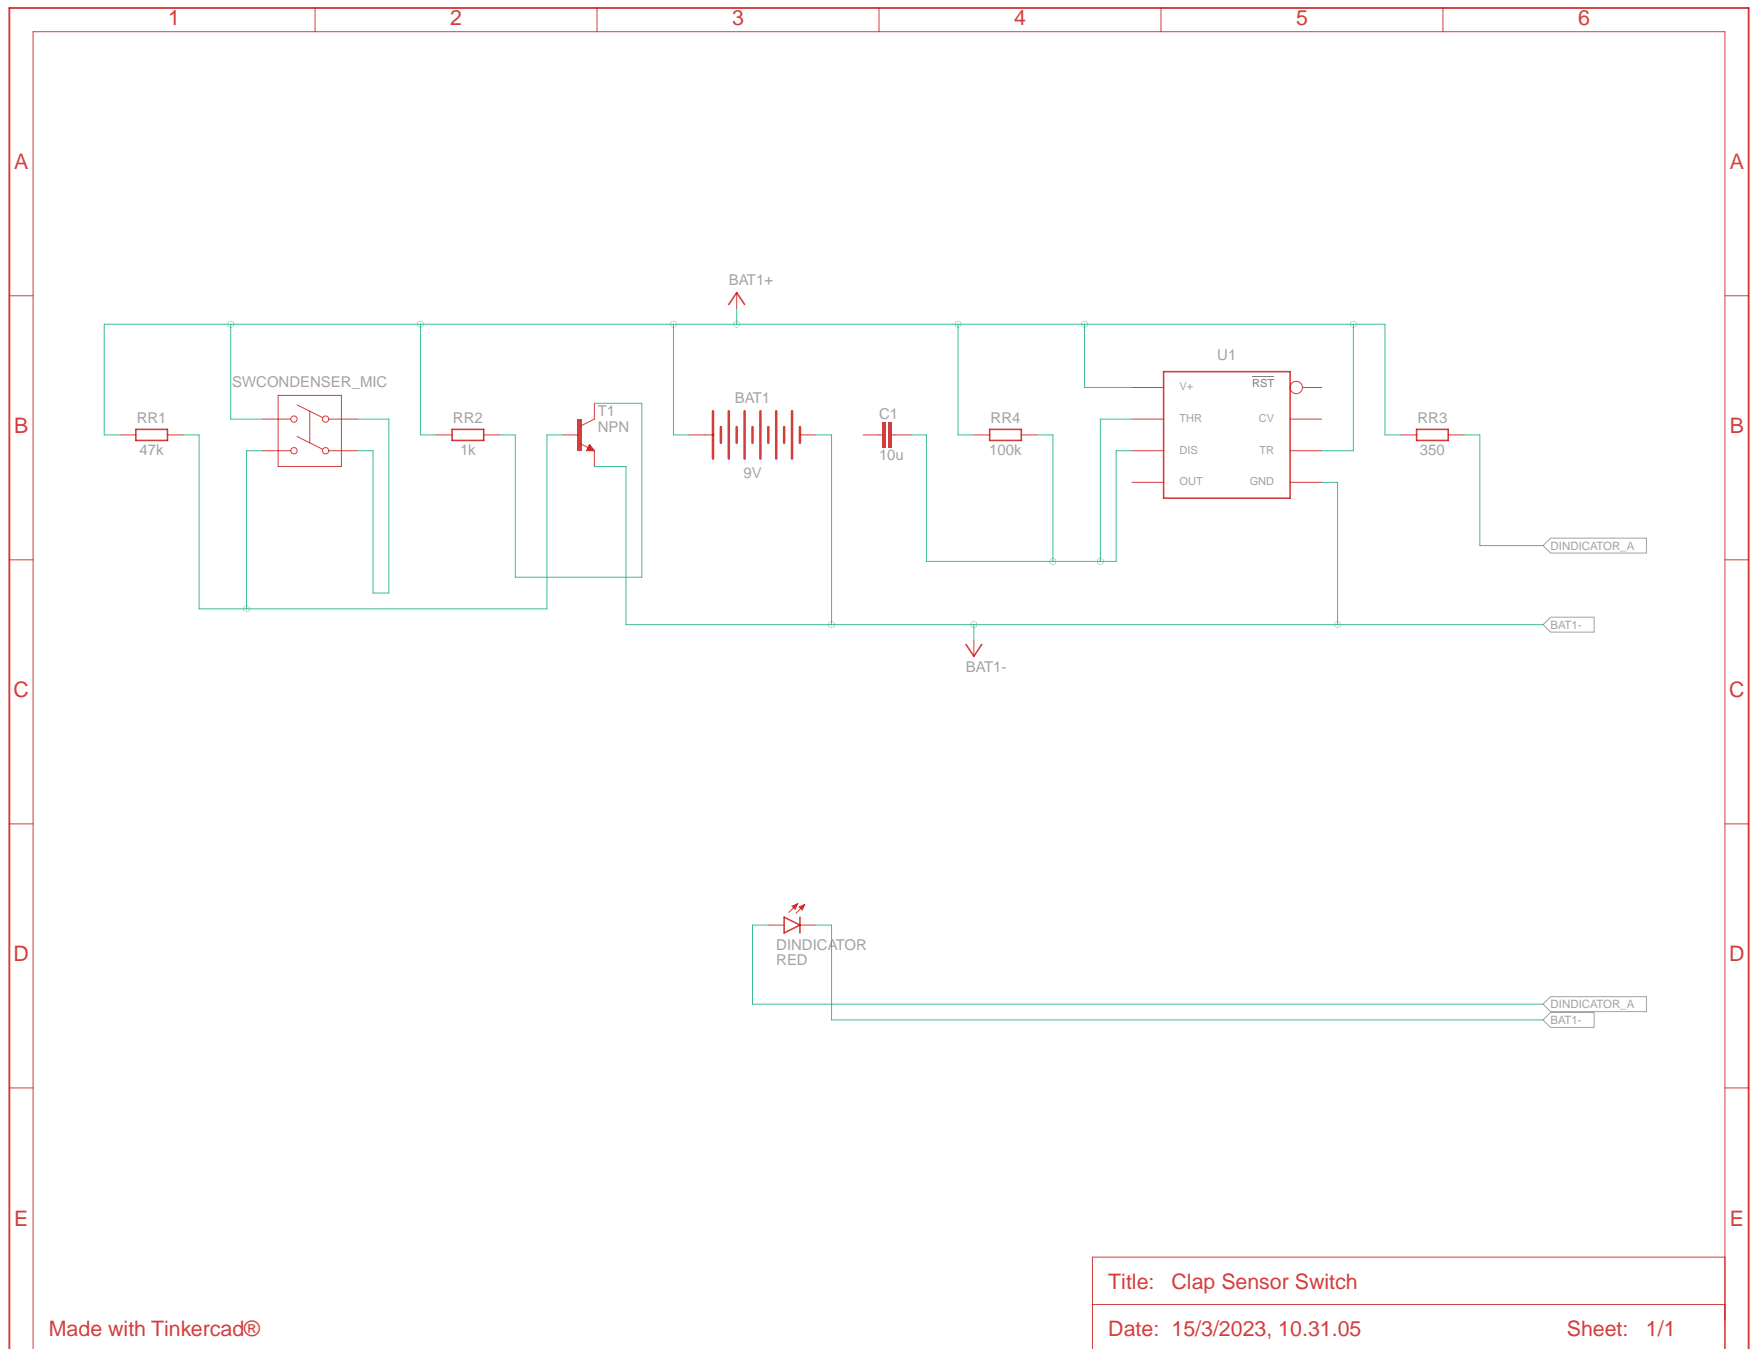 1 2 3 4 5 6
A A
BAT1+
U1
SWCONDENSER_MIC
V+ RST
BAT1
T1
C1
B RR1 RR2 NPN THR CV RR4 RR3 B
47k 1k 10u 100k DIS TR 350
9V
OUT GND
DINDICATOR_A
BAT1-
BAT1-
C C
DINDICATOR
RED
D D
DINDICATOR_A
BAT1-
E E
Title: Clap Sensor Switch
Made with Tinkercad®
Date: 15/3/2023, 10.31.05 Sheet: 1/1